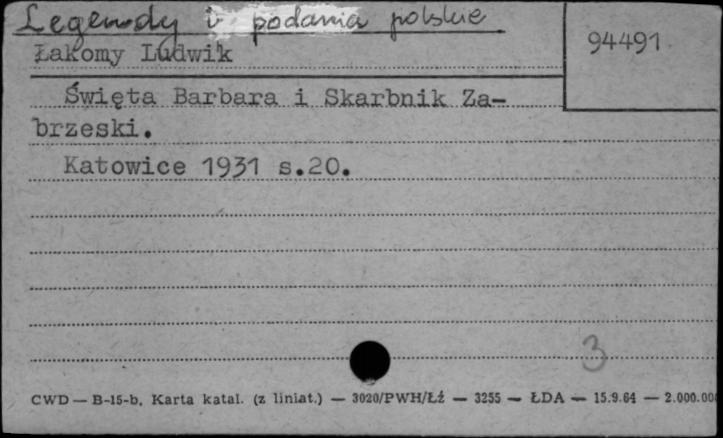 Legendy i podania polskie
94491
Łakomy Ludwik
Święta Barbara i Skarbnik Za-
brzeski.
Katowice 1931 s.20.
3
CWD — B-15-b. Karta katal. (z liniat.) — 3020/PWH/Łź — 3255 — ŁDA — 15.9.64 — 2.000.000